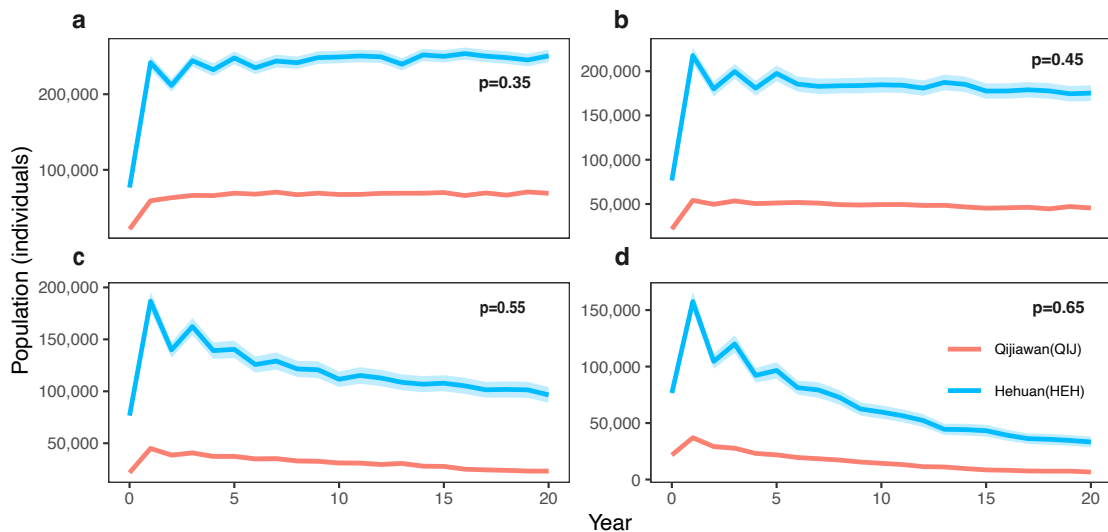 a
b
p=0.35
p=0.45
200,000
100,000
200,000
150,000
100,000
50,000
c
d
p=0.55
p=0.65
200,000
150,000
100,000
50,000
150,000
100,000
50,000
0
Qijiawan(QIJ)
Hehuan(HEH)
0 5 10 15 20
0 5 10 15 20
Population (individuals)
Year